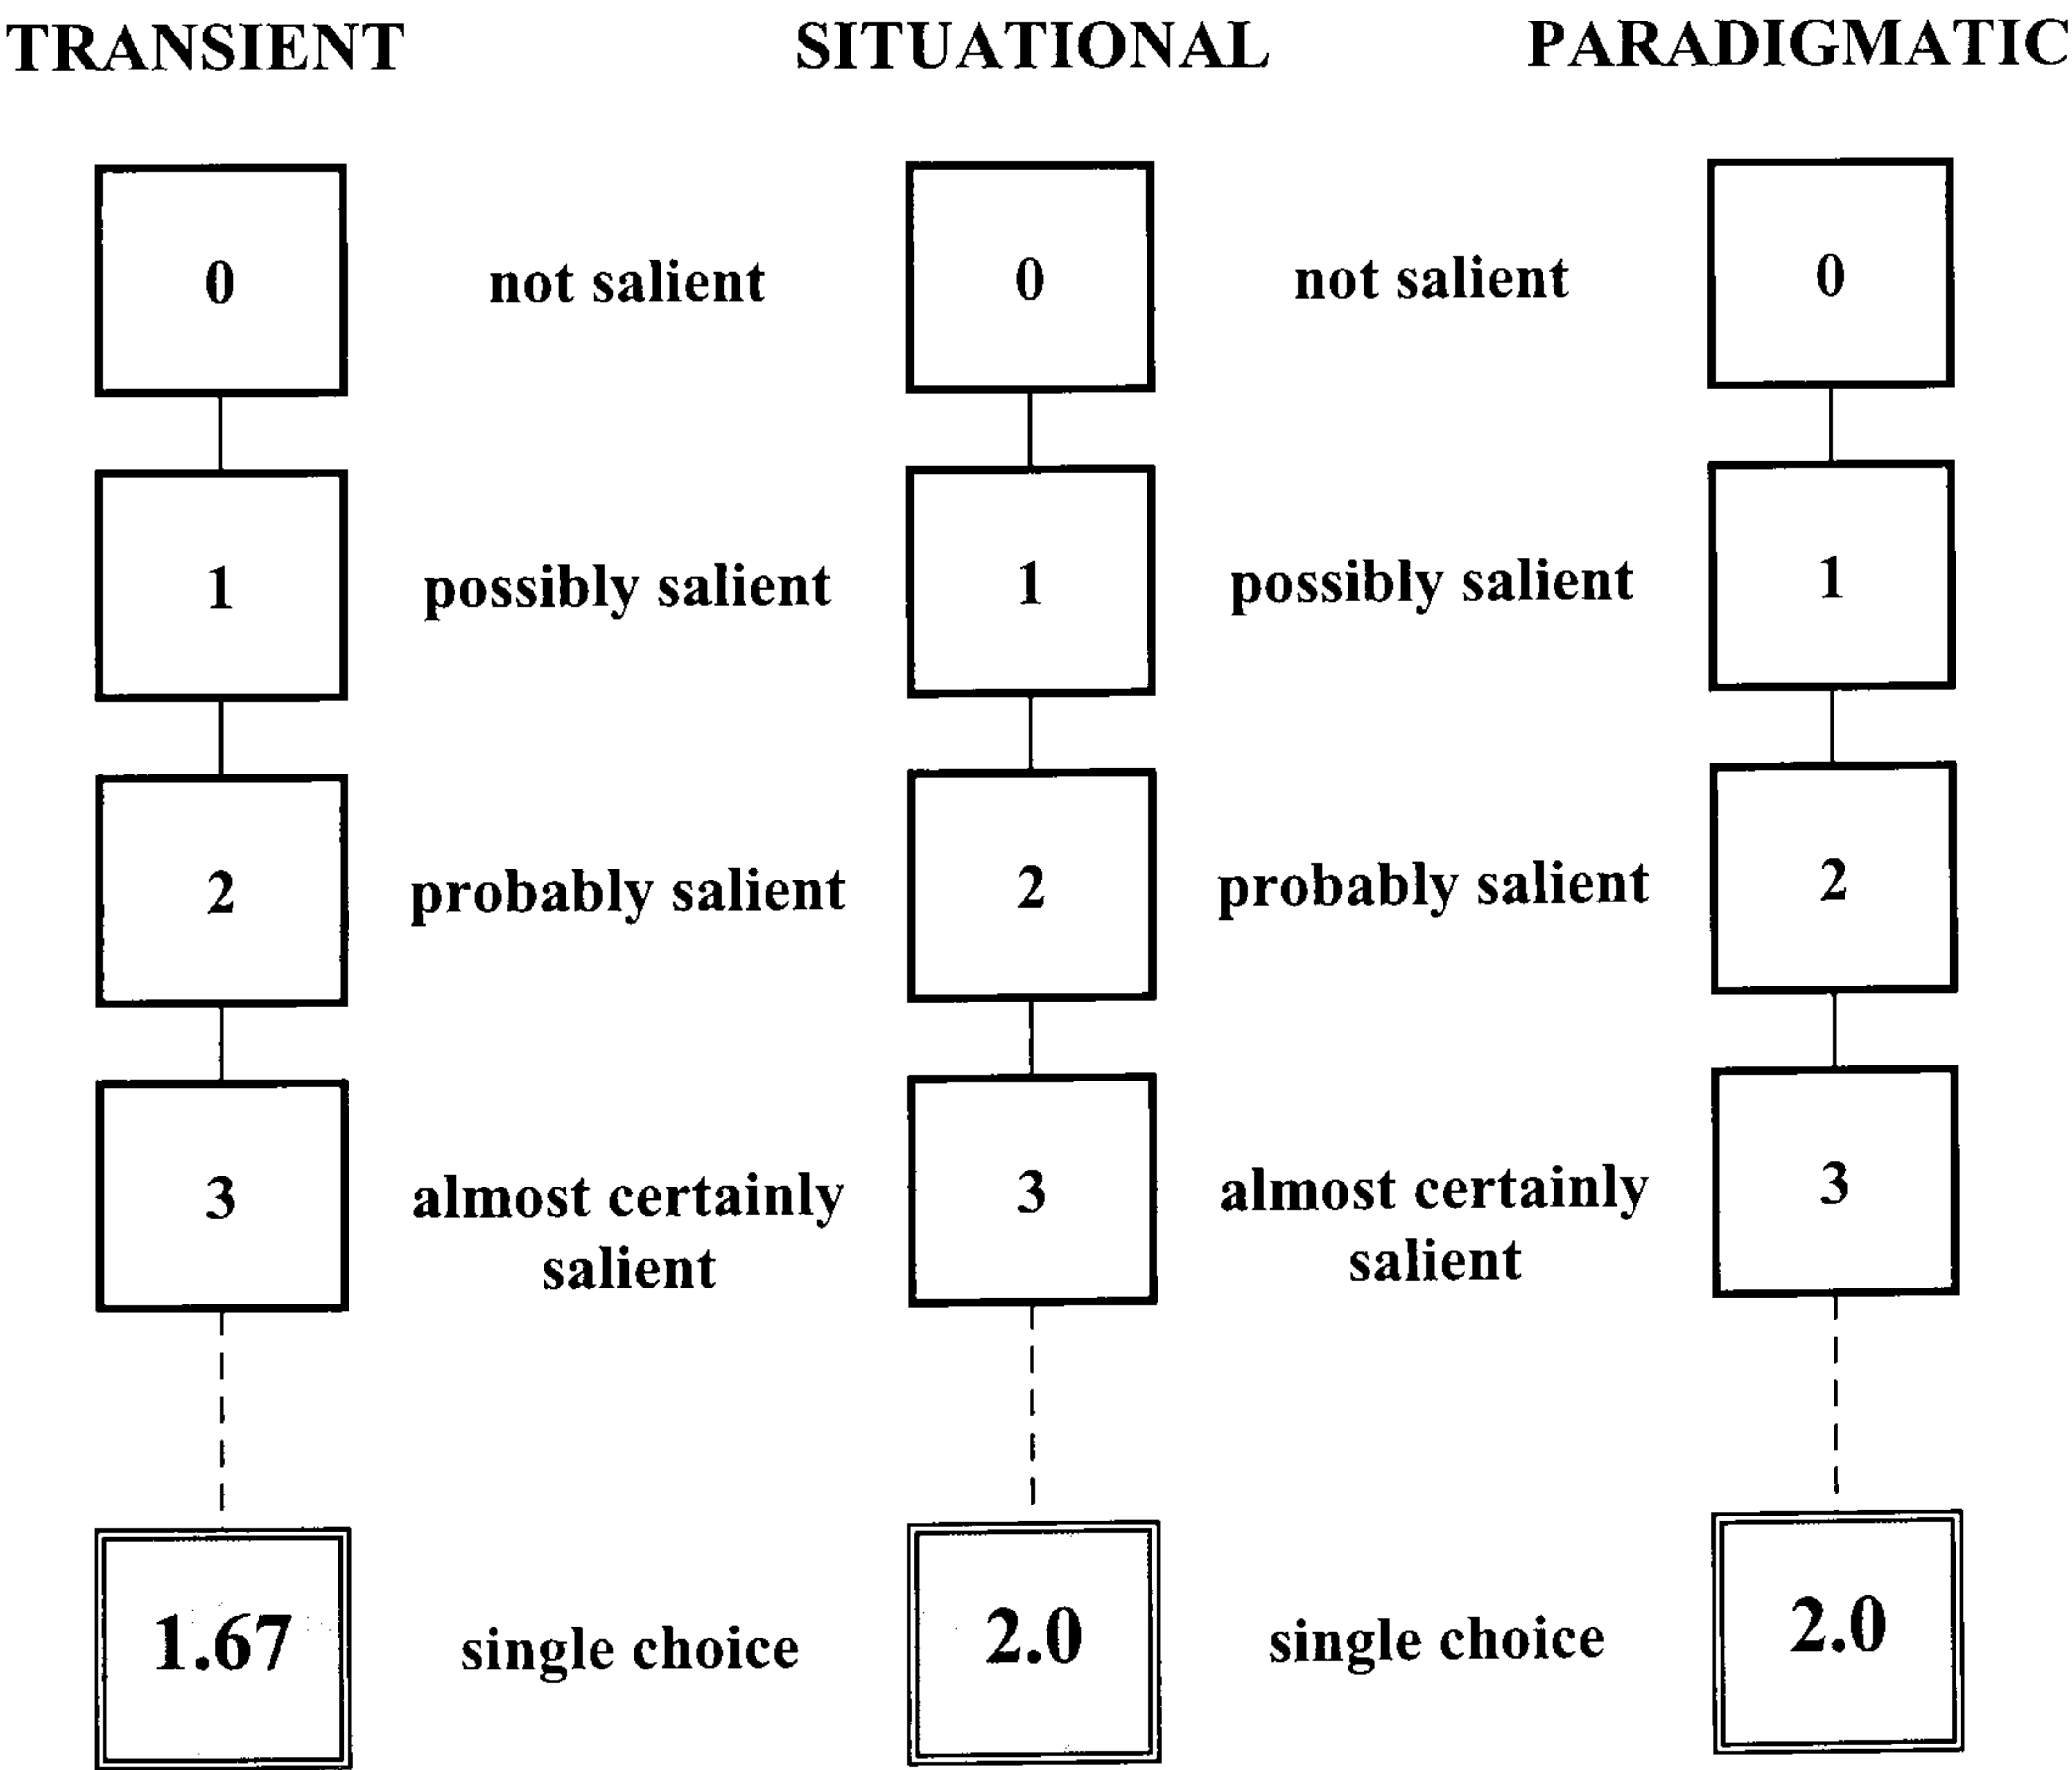 TRANSIENT SITUATIONAL PARADIGMATIC
0 not salient 0 not salient 0
1 possibly salient 1 possibly salient 1
2 probably salient 2 probably salient 2
3 almost certainly 3 almost certainly 3
salient salient
1.67 single choice 2.0 single choice 2.0